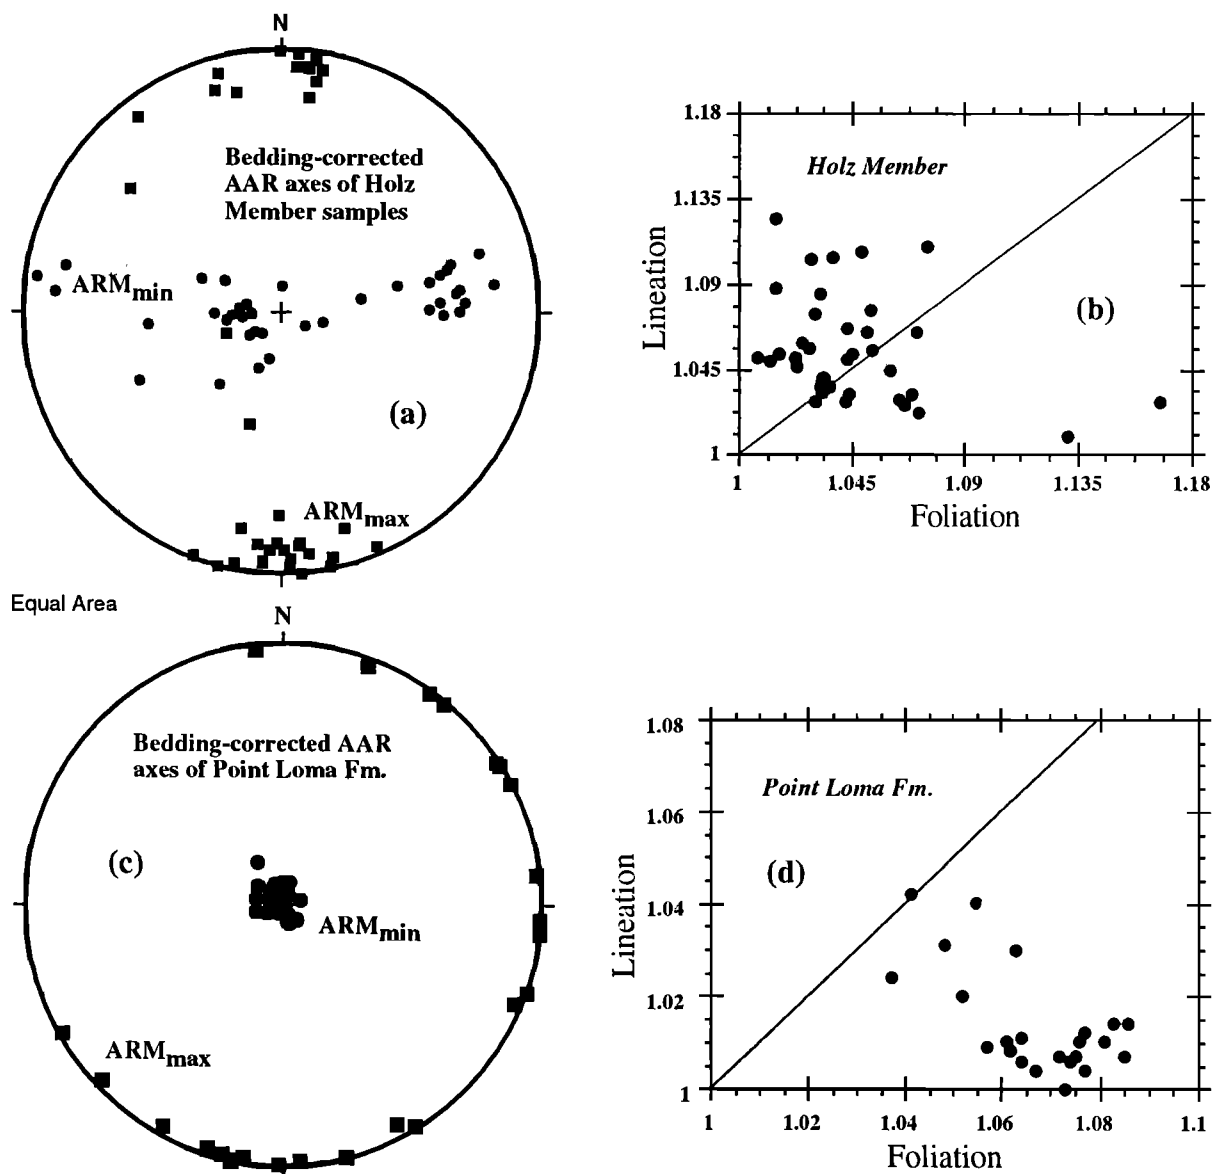 N
Bedding-corrected
AAR axes of Holz
Member samples
ARMmin
(a)
ARMmax
Equal Area
1.18
1.135
1.09
1.045
1
Lineation
Holz Member
(b)
1 1.045 1.09 1.135 1.18
Foliation
N
Bedding-corrected AAR
axes of Point Loma Fm.
(c)
ARMmin
ARMmax
1.08
1.06
1.04
1.02
1
Lineation
Point Loma Fm.
(d)
1 1.02 1.04 1.06 1.08 1.1
Foliation